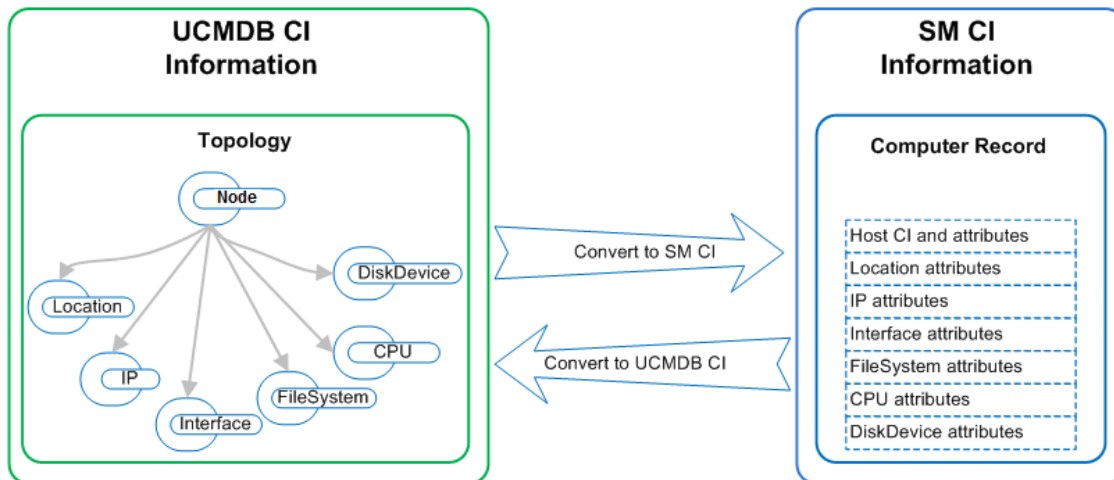 UCMDB CI
Information
Topology
Node
DiskDevice
Location
CPU
IP
FileSystem
Interface
Convert to SM CI
Convert to UCMDB CI
SM CI
Information
Computer Record
Host CI and attributes
Location attributes
IP attributes
Interface attributes
FileSystem attributes
CPU attributes
DiskDevice attributes